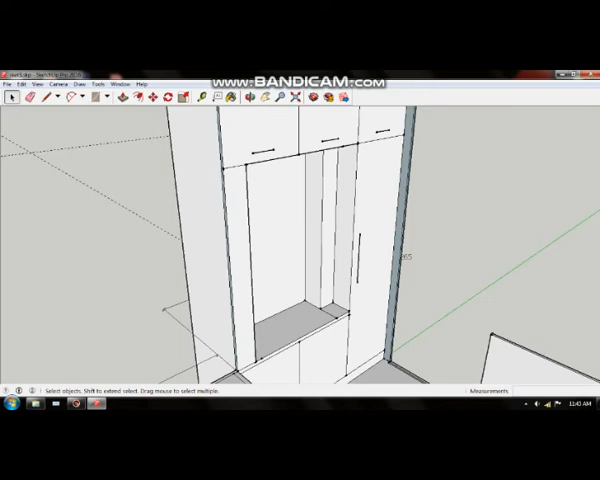 www.BANDICAM.com
File Edit View Camera Draw Tools Window Help
265
Select objects. Shift to extend select. Drag mouse to select multiple.
Measurements
11:43 AM